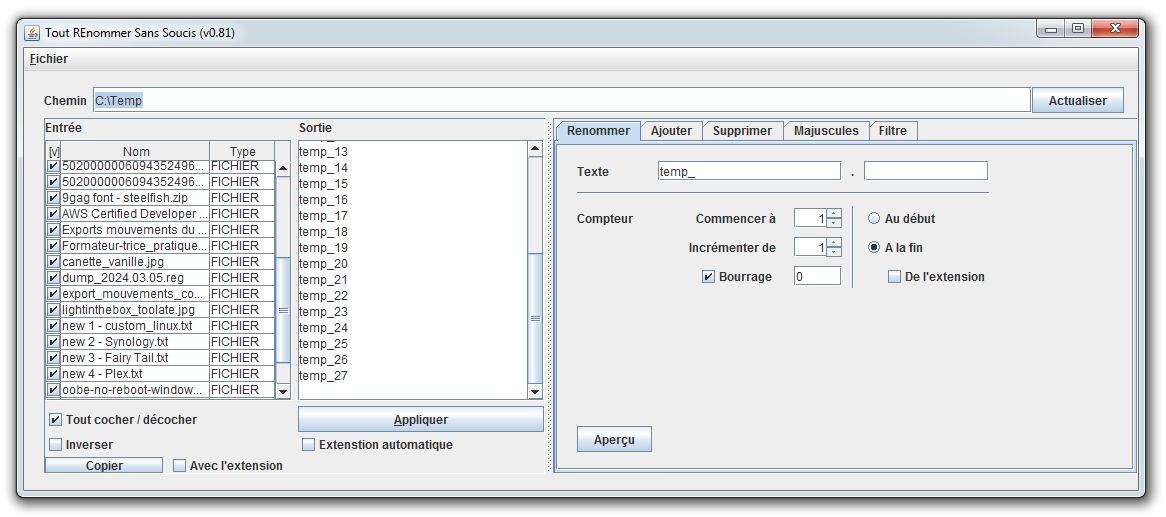 Tout REnommer Sans Soucis (v0.81)
Fichier
Chemin C:\Temp Actualiser
Entrée
[v] Nom Type
5020000006094352496... FICHIER
5020000006094352496... FICHIER
9gag font - steelfish.zip FICHIER
AWS Certified Developer ... FICHIER
Exports mouvements du ... FICHIER
Formateur-trice_pratique... FICHIER
canette_vanille.jpg FICHIER
dump_2024.03.05.reg FICHIER
export_mouvements_co... FICHIER
lightinthebox_toolate.jpg FICHIER
new 1 - custom_linux.txt FICHIER
new 2 - Synology.txt FICHIER
new 3 - Fairy Tail.txt FICHIER
new 4 - Plex.txt FICHIER
oobe-no-reboot-window... FICHIER
Tout cocher / décocher
Inverser
Copier Avec l'extension
Sortie
temp_13
temp_14
temp_15
temp_16
temp_17
temp_18
temp_19
temp_20
temp_21
temp_22
temp_23
temp_24
temp_25
temp_26
temp_27
Appliquer
Extenstion automatique
Renommer Ajouter Supprimer Majuscules Filtre
Texte temp_ .
Compteur Commencer à 1 Au début
Incrémenter de 1 A la fin
Bourrage 0 De l'extension
Aperçu